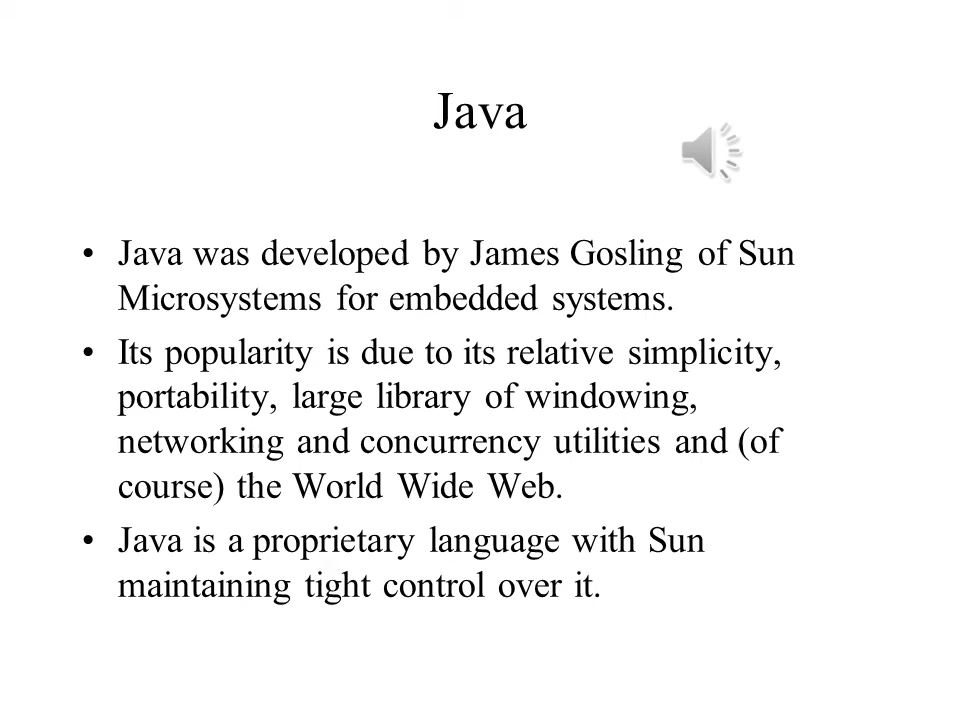 Java
• Java was developed by James Gosling of Sun
Microsystems for embedded systems.
• Its popularity is due to its relative simplicity,
portability, large library of windowing,
networking and concurrency utilities and (of
course) the World Wide Web.
• Java is a proprietary language with Sun
maintaining tight control over it.